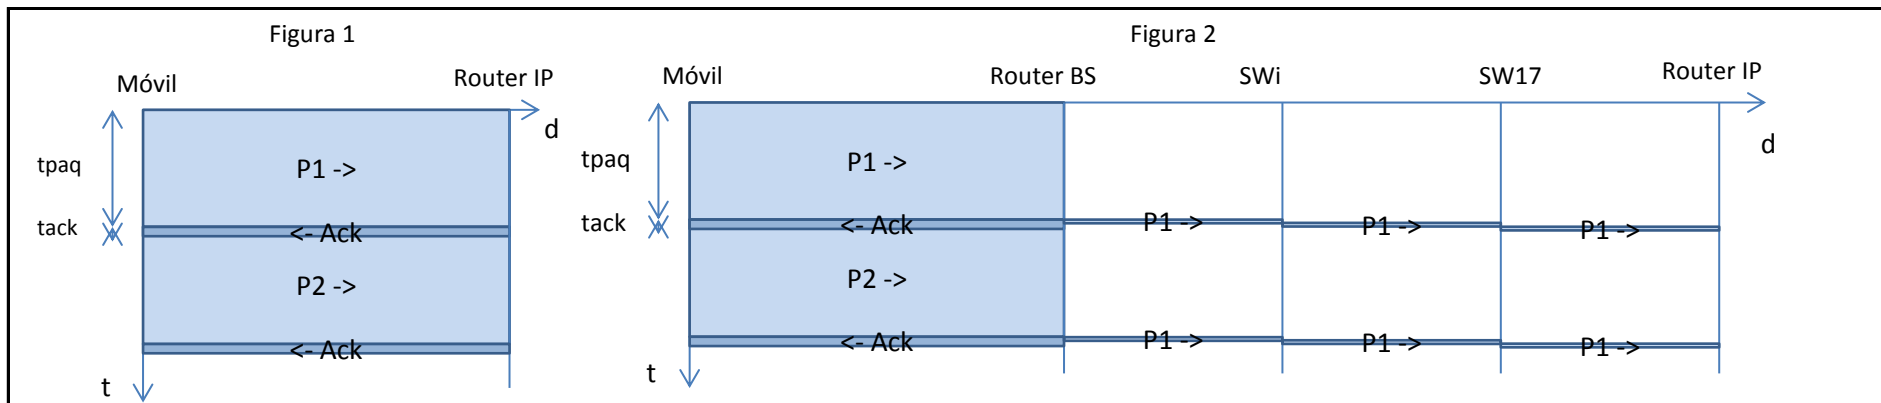 Figura 1
Móvil
Router IP
d
tpaq
P1 ->
tack
<- Ack
P2 ->
<- Ack
t
Figura 2
Móvil
Router BS
SWi
SW17
Router IP
d
tpaq
P1 ->
tack
<- Ack
P1 ->
P1 ->
P1 ->
P2 ->
<- Ack
P1 ->
P1 ->
P1 ->
t